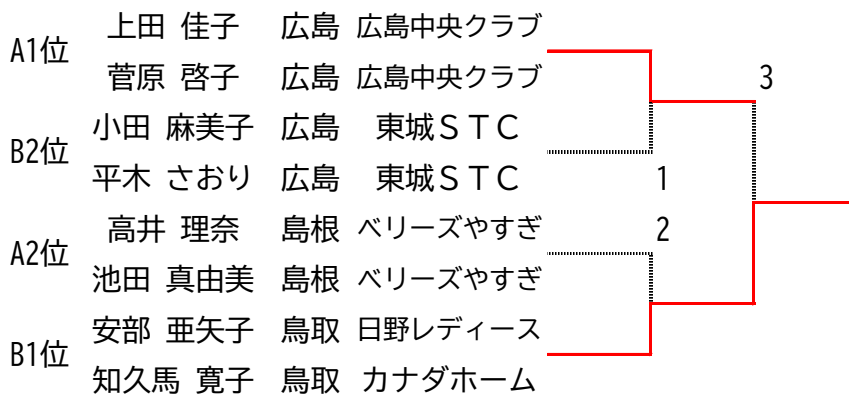 A1位
上田 佳子 広島 広島中央クラブ
菅原 啓子 広島 広島中央クラブ
3
B2位
小田 麻美子 広島 東城ＳＴＣ
平木 さおり 広島 東城ＳＴＣ
1
A2位
高井 理奈 島根 ベリーズやすぎ
2
池田 真由美 島根 ベリーズやすぎ
B1位
安部 亜矢子 鳥取 日野レディース
知久馬 寛子 鳥取 カナダホーム